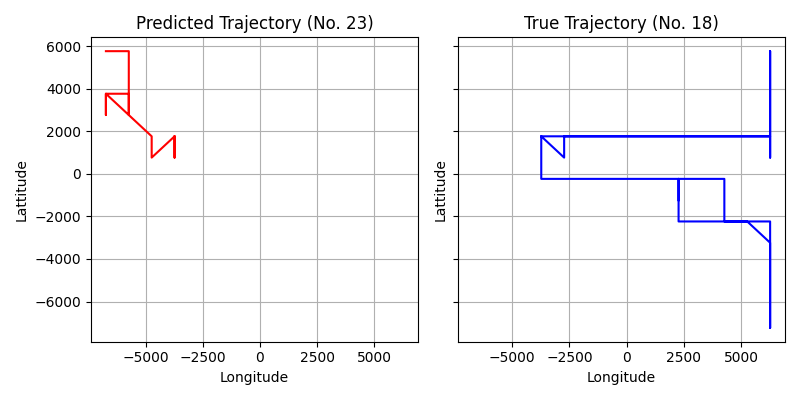 Predicted Trajectory (No. 23)
True Trajectory (No. 18)
6000
4000
2000
0
−2000
−4000
−6000
Lattitude
Lattitude
−5000 −2500 0 2500 5000
−5000 −2500 0 2500 5000
Longitude
Longitude